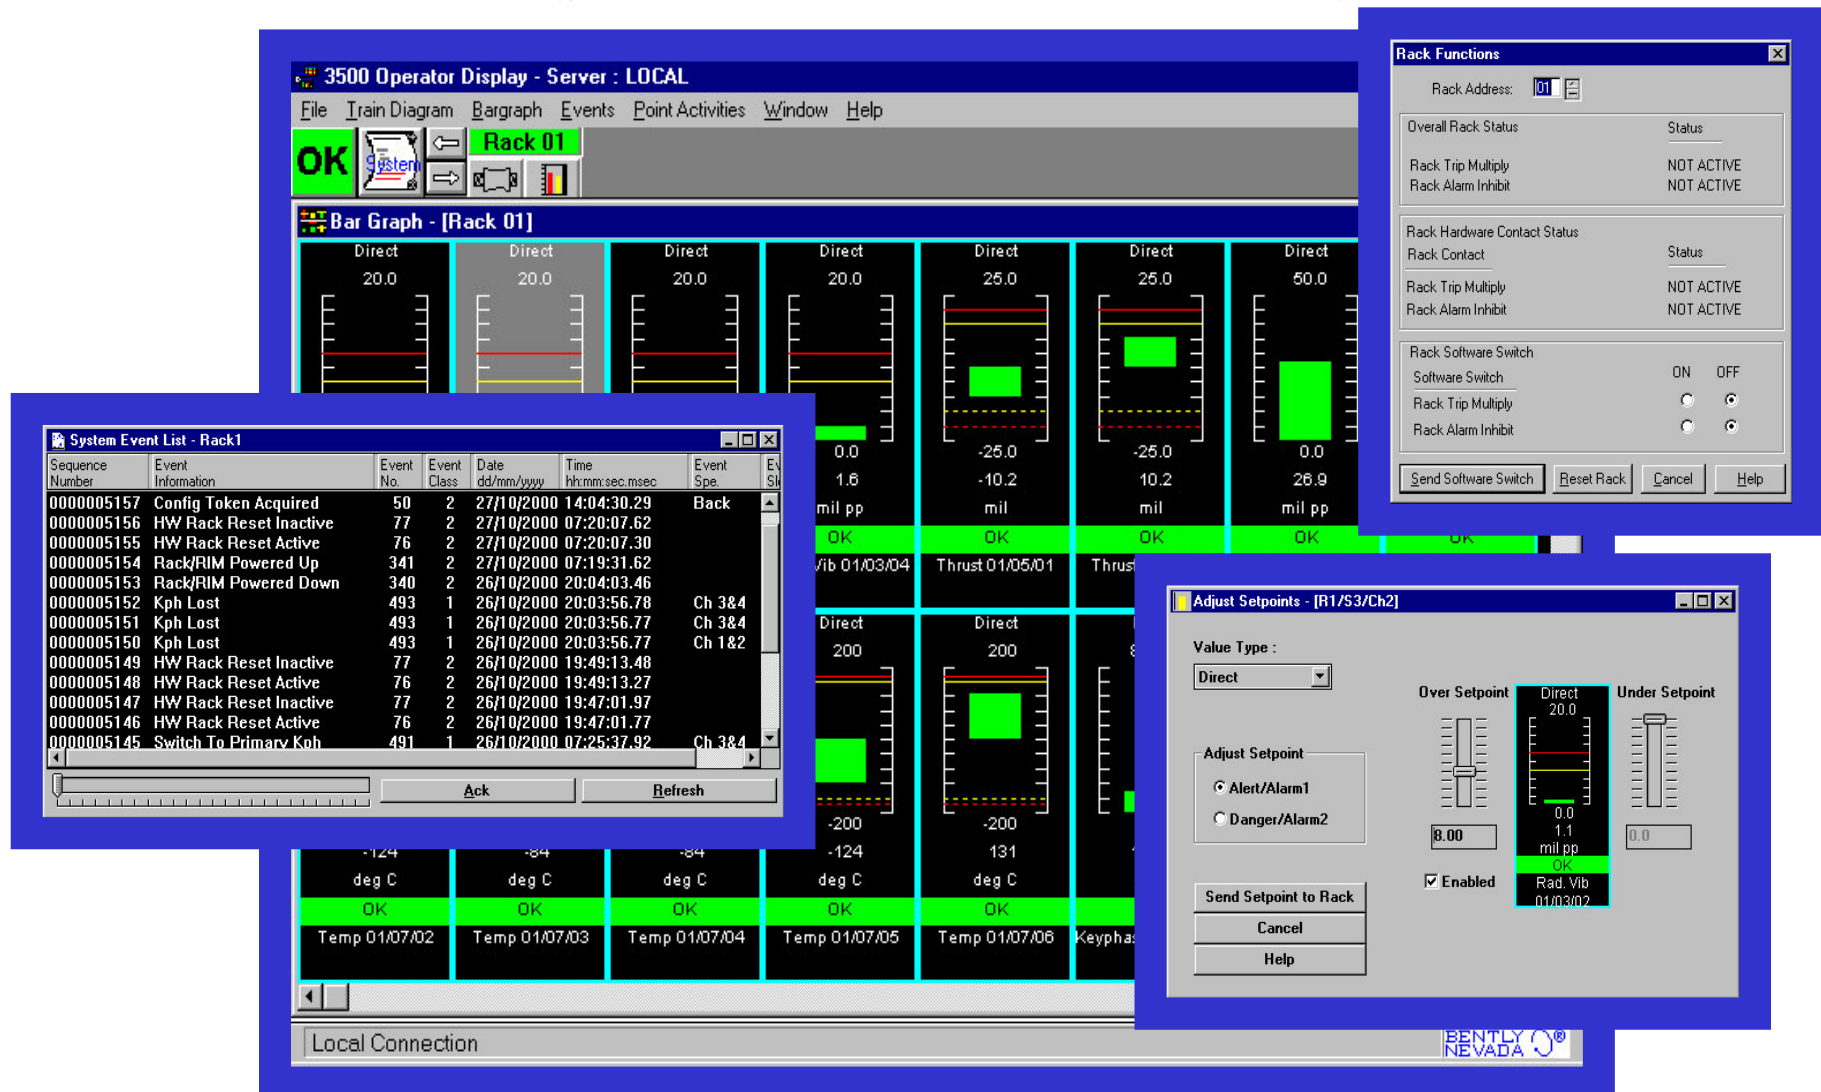 3500 Operator Display - Server : LOCAL
File Train Diagram Bargraph Events Point Activities Window Help
OK System Rack 01
Bar Graph - [Rack 01]
Direct Direct Direct Direct Direct Direct Direct
20.0 20.0 20.0 20.0 25.0 25.0 50.0
0.0 -25.0 -25.0 0.0
1.6 -10.2 10.2 26.9
mil pp mil mil mil pp
OK OK OK OK OK
Vib 01/03/04 Thrust 01/05/01 Thrust
Direct Direct
200 200
-200 -200
-124 -84 -84 -124 131
deg C deg C deg C deg C deg C
OK OK OK OK OK
Temp 01/07/02 Temp 01/07/03 Temp 01/07/04 Temp 01/07/05 Temp 01/07/06
Local Connection
BENTLY
NEVADA ®
Rack Functions
Rack Address: 01
Overall Rack Status Status
Rack Trip Multiply NOT ACTIVE
Rack Alarm Inhibit NOT ACTIVE
Rack Hardware Contact Status
Rack Contact Status
Rack Trip Multiply NOT ACTIVE
Rack Alarm Inhibit NOT ACTIVE
Rack Software Switch
Software Switch ON OFF
Rack Trip Multiply
Rack Alarm Inhibit
Send Software Switch Reset Rack Cancel Help
System Event List - Rack1
Sequence Event Event Event Date Time Event
Number Information No. Class dd/mm/yyyy hh:mm:sec.msec Spe.
0000005157 Config Token Acquired 50 2 27/10/2000 14:04:30.29 Back
0000005156 HW Rack Reset Inactive 77 2 27/10/2000 07:20:07.62
0000005155 HW Rack Reset Active 76 2 27/10/2000 07:20:07.30
0000005154 Rack/RIM Powered Up 341 2 27/10/2000 07:19:31.62
0000005153 Rack/RIM Powered Down 340 2 26/10/2000 20:04:03.46
0000005152 Kph Lost 493 1 26/10/2000 20:03:56.78 Ch 3&4
0000005151 Kph Lost 493 1 26/10/2000 20:03:56.77 Ch 3&4
0000005150 Kph Lost 493 1 26/10/2000 20:03:56.77 Ch 1&2
0000005149 HW Rack Reset Inactive 77 2 26/10/2000 19:49:13.48
0000005148 HW Rack Reset Active 76 2 26/10/2000 19:49:13.27
0000005147 HW Rack Reset Inactive 77 2 26/10/2000 19:47:01.97
0000005146 HW Rack Reset Active 76 2 26/10/2000 19:47:01.77
0000005145 Switch To Primary Kph 491 1 26/10/2000 07:25:37.92 Ch 3&4
Ack Refresh
Adjust Setpoints - [R1/S3/Ch2]
Value Type :
Direct
Over Setpoint Direct Under Setpoint
20.0
Adjust Setpoint
Alert/Alarm1
Danger/Alarm2
0.0
8.00 1.1 0.0
mil pp
OK
Enabled Rad. Vib
01/03/02
Send Setpoint to Rack
Cancel
Help